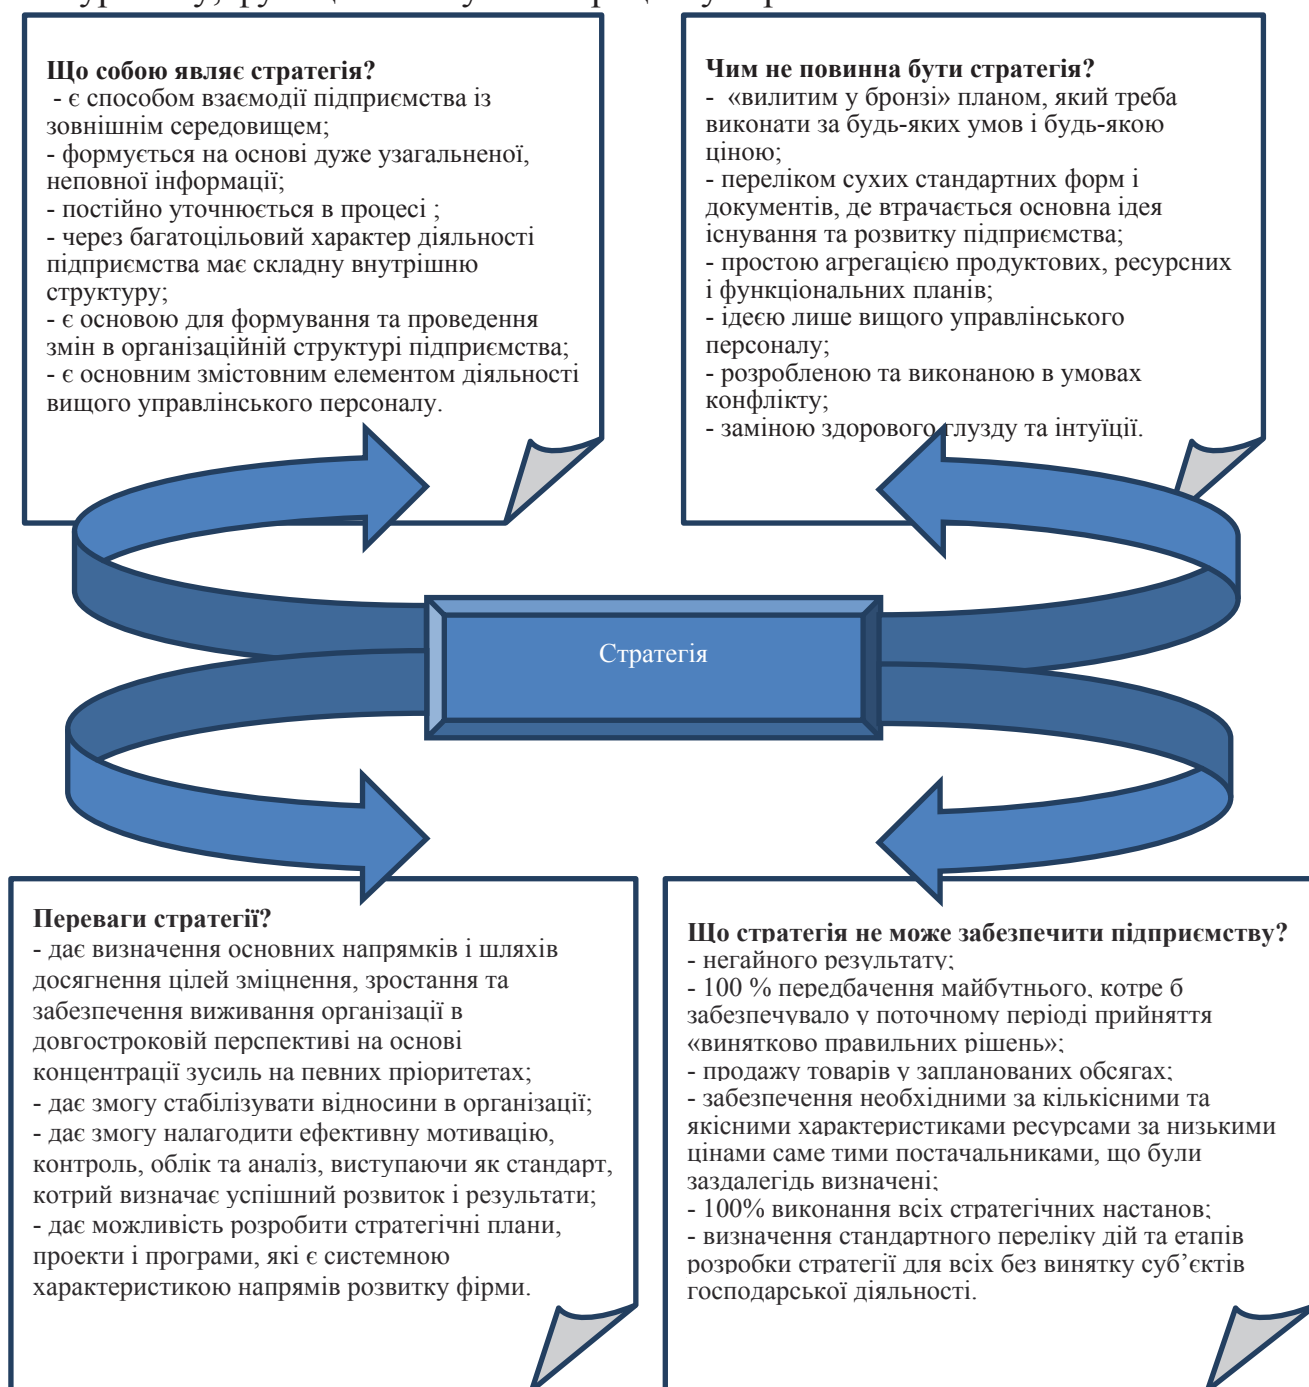 Що собою являє стратегія?
- є способом взаємодії підприємства із
зовнішнім середовищем;
- формується на основі дуже узагальненої,
неповної інформації;
- постійно уточнюється в процесі ;
- через багатоцільовий характер діяльності
підприємства має складну внутрішню
структуру;
- є основою для формування та проведення
змін в організаційній структурі підприємства;
- є основним змістовним елементом діяльності
вищого управлінського персоналу.
Чим не повинна бути стратегія?
- «вилитим у бронзі» планом, який треба
виконати за будь-яких умов і будь-якою
ціною;
- переліком сухих стандартних форм і
документів, де втрачається основна ідея
існування та розвитку підприємства;
- простою агрегацією продуктових, ресурсних
і функціональних планів;
- ідеєю лише вищого управлінського
персоналу;
- розробленою та виконаною в умовах
конфлікту;
- заміною здорового глузду та інтуїції.
Стратегія
Переваги стратегії?
- дає визначення основних напрямків і шляхів
досягнення цілей зміцнення, зростання та
забезпечення виживання організації в
довгостроковій перспективі на основі
концентрації зусиль на певних пріоритетах;
- дає змогу стабілізувати відносини в організації;
- дає змогу налагодити ефективну мотивацію,
контроль, облік та аналіз, виступаючи як стандарт,
котрий визначає успішний розвиток і результати;
- дає можливість розробити стратегічні плани,
проекти і програми, які є системною
характеристикою напрямів розвитку фірми.
Що стратегія не може забезпечити підприємству?
- негайного результату;
- 100 % передбачення майбутнього, котре б
забезпечувало у поточному періоді прийняття
«винятково правильних рішень»;
- продажу товарів у запланованих обсягах;
- забезпечення необхідними за кількісними та
якісними характеристиками ресурсами за низькими
цінами саме тими постачальниками, що були
заздалегідь визначені;
- 100% виконання всіх стратегічних настанов;
- визначення стандартного переліку дій та етапів
розробки стратегії для всіх без винятку суб’єктів
господарської діяльності.